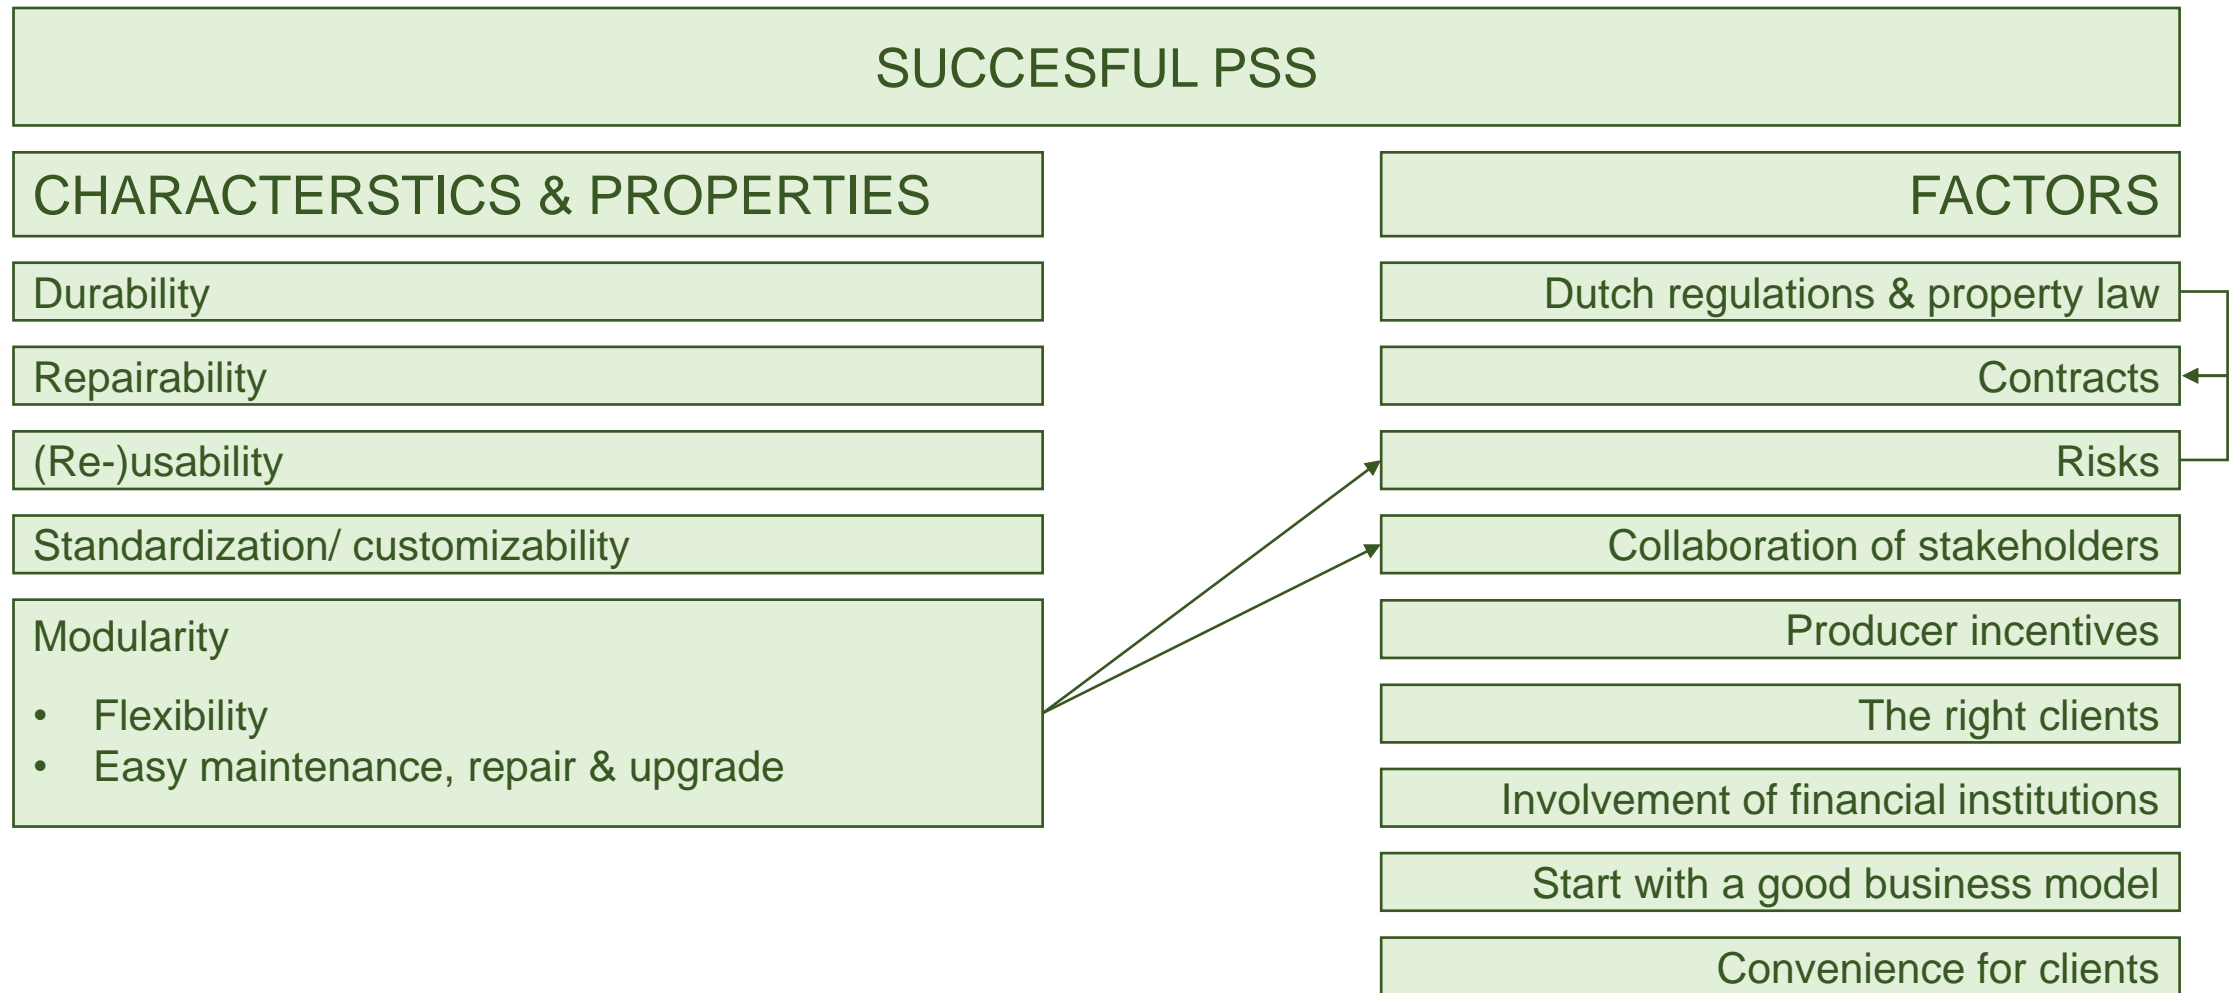 SUCCESFUL PSS
CHARACTERSTICS & PROPERTIES
Durability
Repairability
(Re-)usability
Standardization/ customizability
Modularity
• Flexibility
• Easy maintenance, repair & upgrade
FACTORS
Dutch regulations & property law
Contracts
Risks
Collaboration of stakeholders
Producer incentives
The right clients
Involvement of financial institutions
Start with a good business model
Convenience for clients